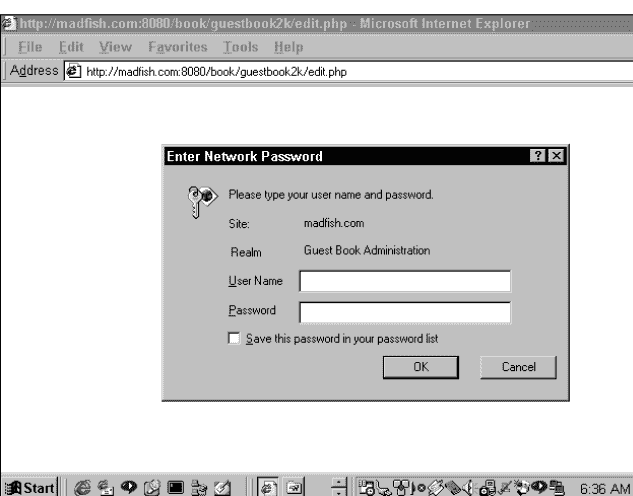 http://madfish.com:8080/book/guestbook2k/edit.php - Microsoft Internet Explorer
File Edit View Favorites Tools Help
Address http://madfish.com:8080/book/guestbook2k/edit.php
Enter Network Password
Please type your user name and password.
Site: madfish.com
Realm Guest Book Administration
User Name
Password
Save this password in your password list
OK Cancel
Start 6:36 AM